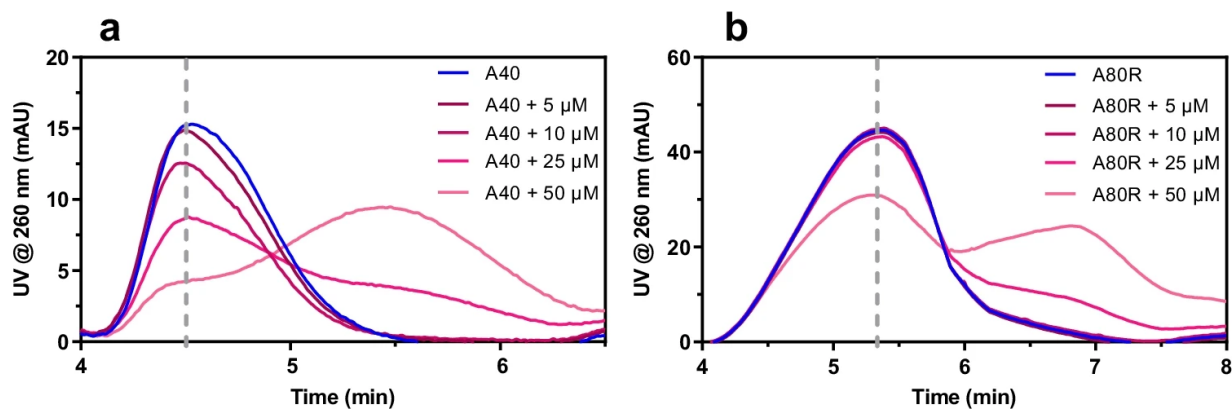 a
UV @ 260 nm (mAU)
20
15
10
5
0
4
5
6
Time (min)
A40
A40 + 5 µM
A40 + 10 µM
A40 + 25 µM
A40 + 50 µM
b
UV @ 260 nm (mAU)
60
40
20
0
4
5
6
7
8
Time (min)
A80R
A80R + 5 µM
A80R + 10 µM
A80R + 25 µM
A80R + 50 µM